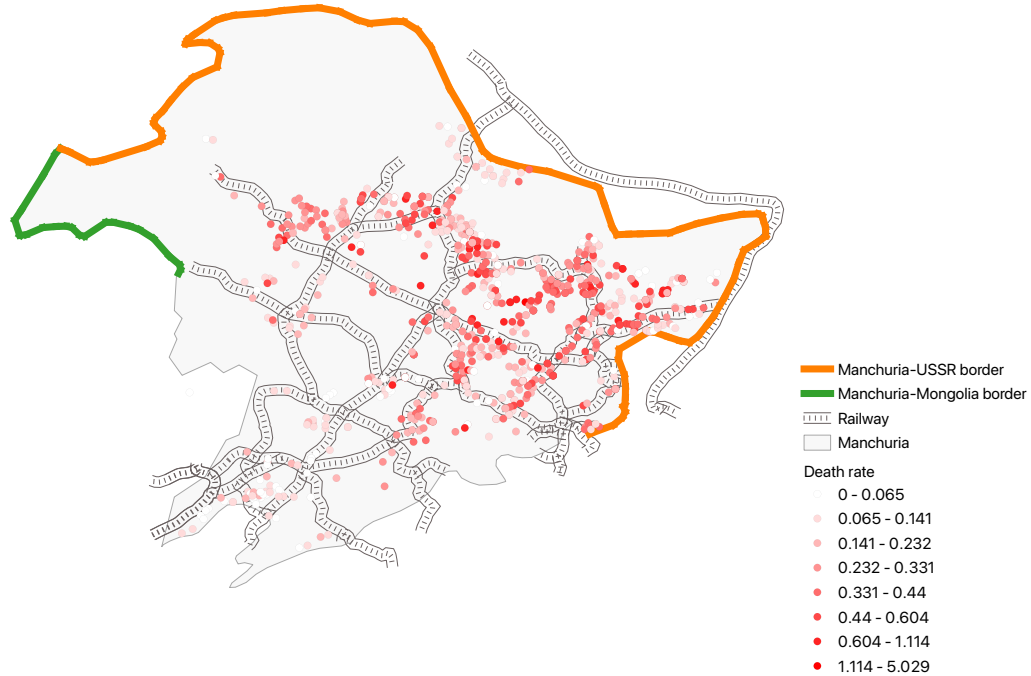 Manchuria-USSR border
Manchuria-Mongolia border
Railway
Manchuria
Death rate
0 - 0.065
0.065 - 0.141
0.141 - 0.232
0.232 - 0.331
0.331 - 0.44
0.44 - 0.604
0.604 - 1.114
1.114 - 5.029